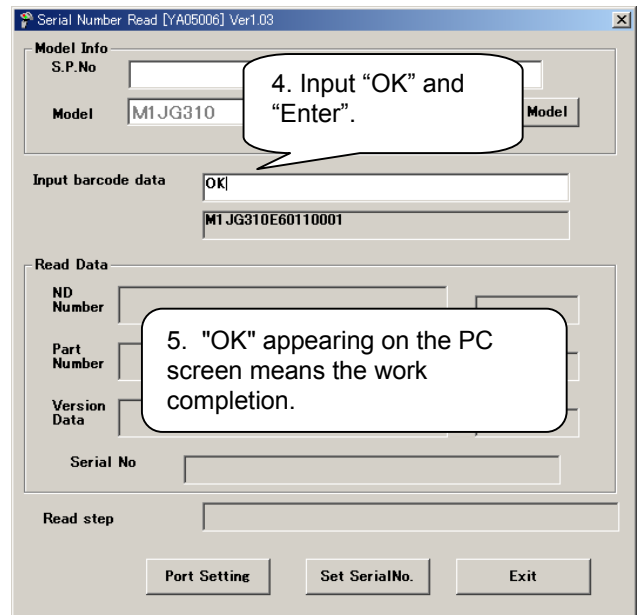 Serial Number Read [YA05006] Ver1.03
Model Info
S.P.No
4. Input “OK” and
“Enter”.
Model M1JG310 Model
Input barcode data OK
M1JG310E60110001
Read Data
ND
Number
5. "OK" appearing on the PC
screen means the work
completion.
Part
Number
Version
Data
Serial No
Read step
Port Setting Set SerialNo. Exit